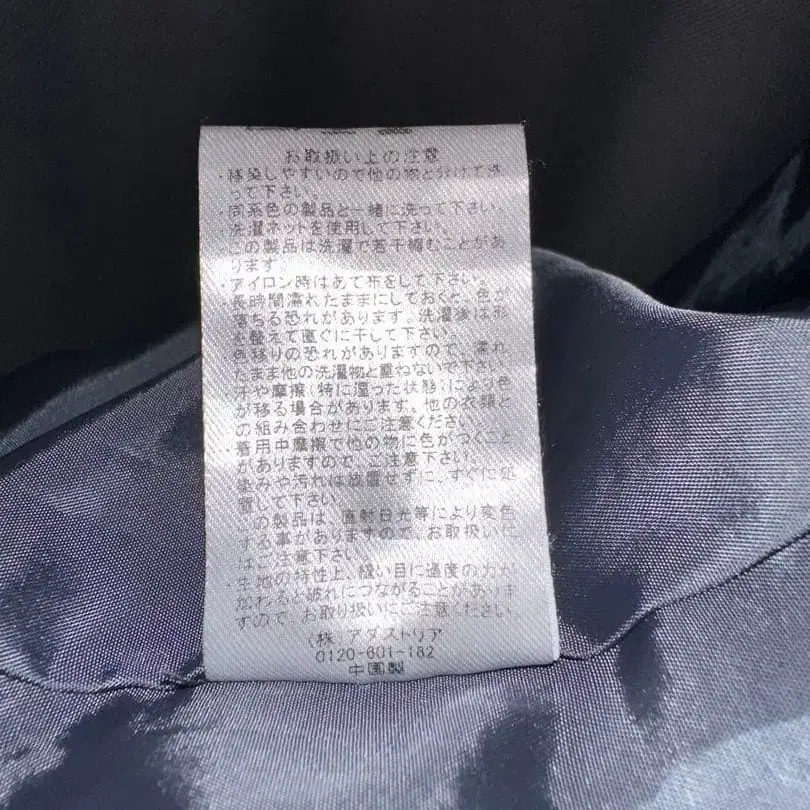 お取扱い上の注意
・移染しやすいので他の物と分けて洗
って下さい。
・同系色の製品と一緒に洗って下さい。
洗濯ネットを使用して下さい。
この製品は洗濯で若干縮むことがあ
ります。
・アイロン時はあて布をして下さい。
長時間濡れたままにしておくと、色が
落ちる恐れがあります。洗濯後は形
を整えて直ぐに干して下さい。
色移りの恐れがありますので、濡れ
たまま他の洗濯物と重ねないで下さい。
・汗や摩擦（特に湿った状態）により色
が移る場合があります。他の衣類と
の組み合わせにご注意ください。
・着用中摩擦で他の物に色がつくこと
がありますので、ご注意下さい。
染みや汚れは放置せずに、すぐに処
置して下さい
この製品は、直射日光等により変色
する事がありますので、お取扱いに
はご注意下さい。
・生地の特性上、縫い目に過度の力が
加わると破れにつながることがありま
すので、お取り扱いにご注意ください。
（株）アダストリア
0120-601-162
中国製